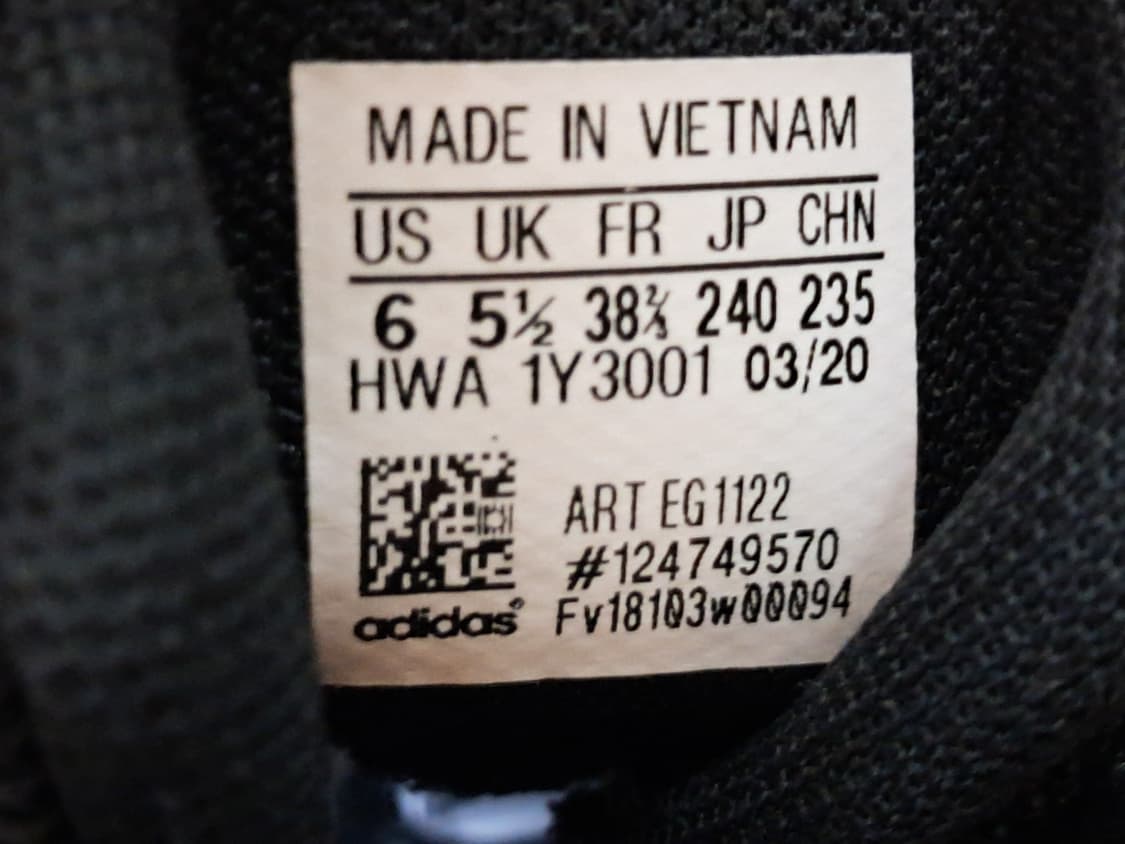 MADE IN VIETNAM
US UK FR JP CHN
6 5½ 38⅔ 240 235
HWA 1Y3001 03/20
ART EG1122
#124749570
Fv18103w00094
adidas®